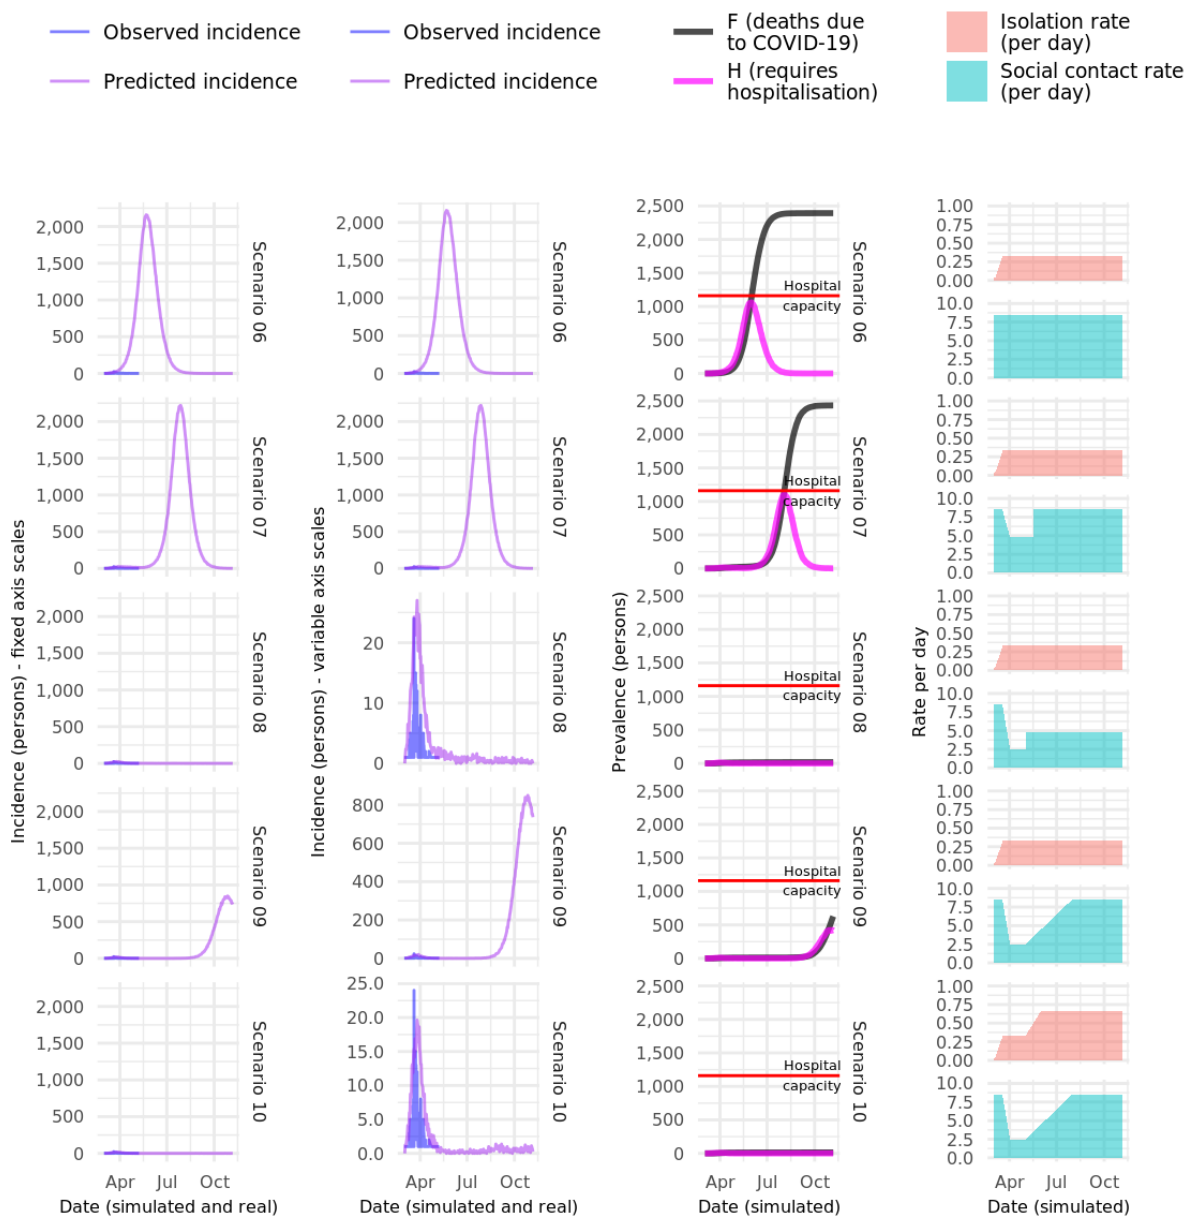 Observed incidence
Predicted incidence
Observed incidence
Predicted incidence
F (deaths due
to COVID-19)
H (requires
hospitalisation)
Isolation rate
(per day)
Social contact rate
(per day)
Incidence (persons) - fixed axis scales
2,000
1,500
1,000
500
0
Scenario 06
2,000
1,500
1,000
500
0
Scenario 07
2,000
1,500
1,000
500
0
Scenario 08
2,000
1,500
1,000
500
0
Scenario 09
2,000
1,500
1,000
500
0
Scenario 10
Apr Jul Oct
Date (simulated and real)
Incidence (persons) - variable axis scales
2,000
1,500
1,000
500
0
Scenario 06
2,000
1,500
1,000
500
0
Scenario 07
20
10
0
Scenario 08
800
600
400
200
0
Scenario 09
25.0
20.0
15.0
10.0
5.0
0.0
Scenario 10
Apr Jul Oct
Date (simulated and real)
Prevalence (persons)
2,500
2,000
1,500
1,000
500
0
Hospital
capacity
Scenario 06
2,500
2,000
1,500
1,000
500
0
Hospital
capacity
Scenario 07
2,500
2,000
1,500
1,000
500
0
Hospital
capacity
Scenario 08
2,500
2,000
1,500
1,000
500
0
Hospital
capacity
Scenario 09
2,500
2,000
1,500
1,000
500
0
Hospital
capacity
Scenario 10
Apr Jul Oct
Date (simulated)
Rate per day
1.00
0.75
0.50
0.25
0.00
10.0
7.5
5.0
2.5
0.0
1.00
0.75
0.50
0.25
0.00
10.0
7.5
5.0
2.5
0.0
1.00
0.75
0.50
0.25
0.00
10.0
7.5
5.0
2.5
0.0
1.00
0.75
0.50
0.25
0.00
10.0
7.5
5.0
2.5
0.0
1.00
0.75
0.50
0.25
0.00
10.0
7.5
5.0
2.5
0.0
Apr Jul Oct
Date (simulated)